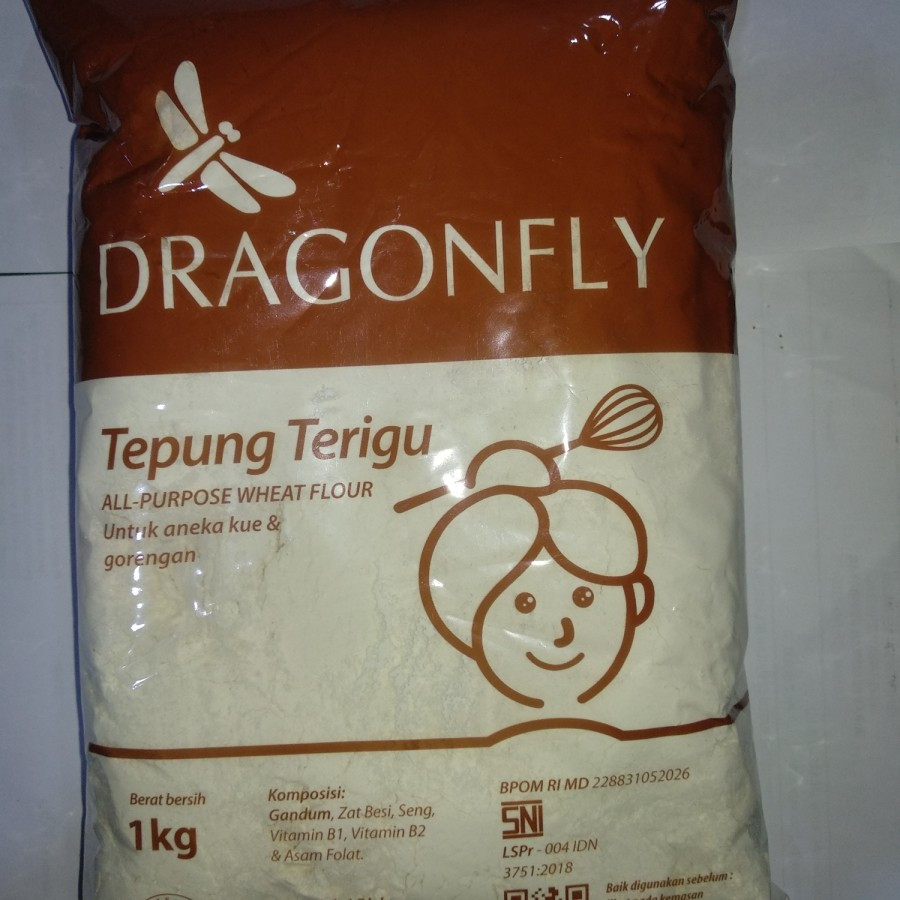 DRAGONFLY
Tepung Terigu
ALL-PURPOSE WHEAT FLOUR
Untuk aneka kue &
gorengan
Berat bersih
1kg
Komposisi:
Gandum, Zat Besi, Seng,
Vitamin B1, Vitamin B2
& Asam Folat.
BPOM RI MD 228831052026
SNI
LSPr - 004 IDN
3751:2018
Baik digunakan sebelum :
kemasan